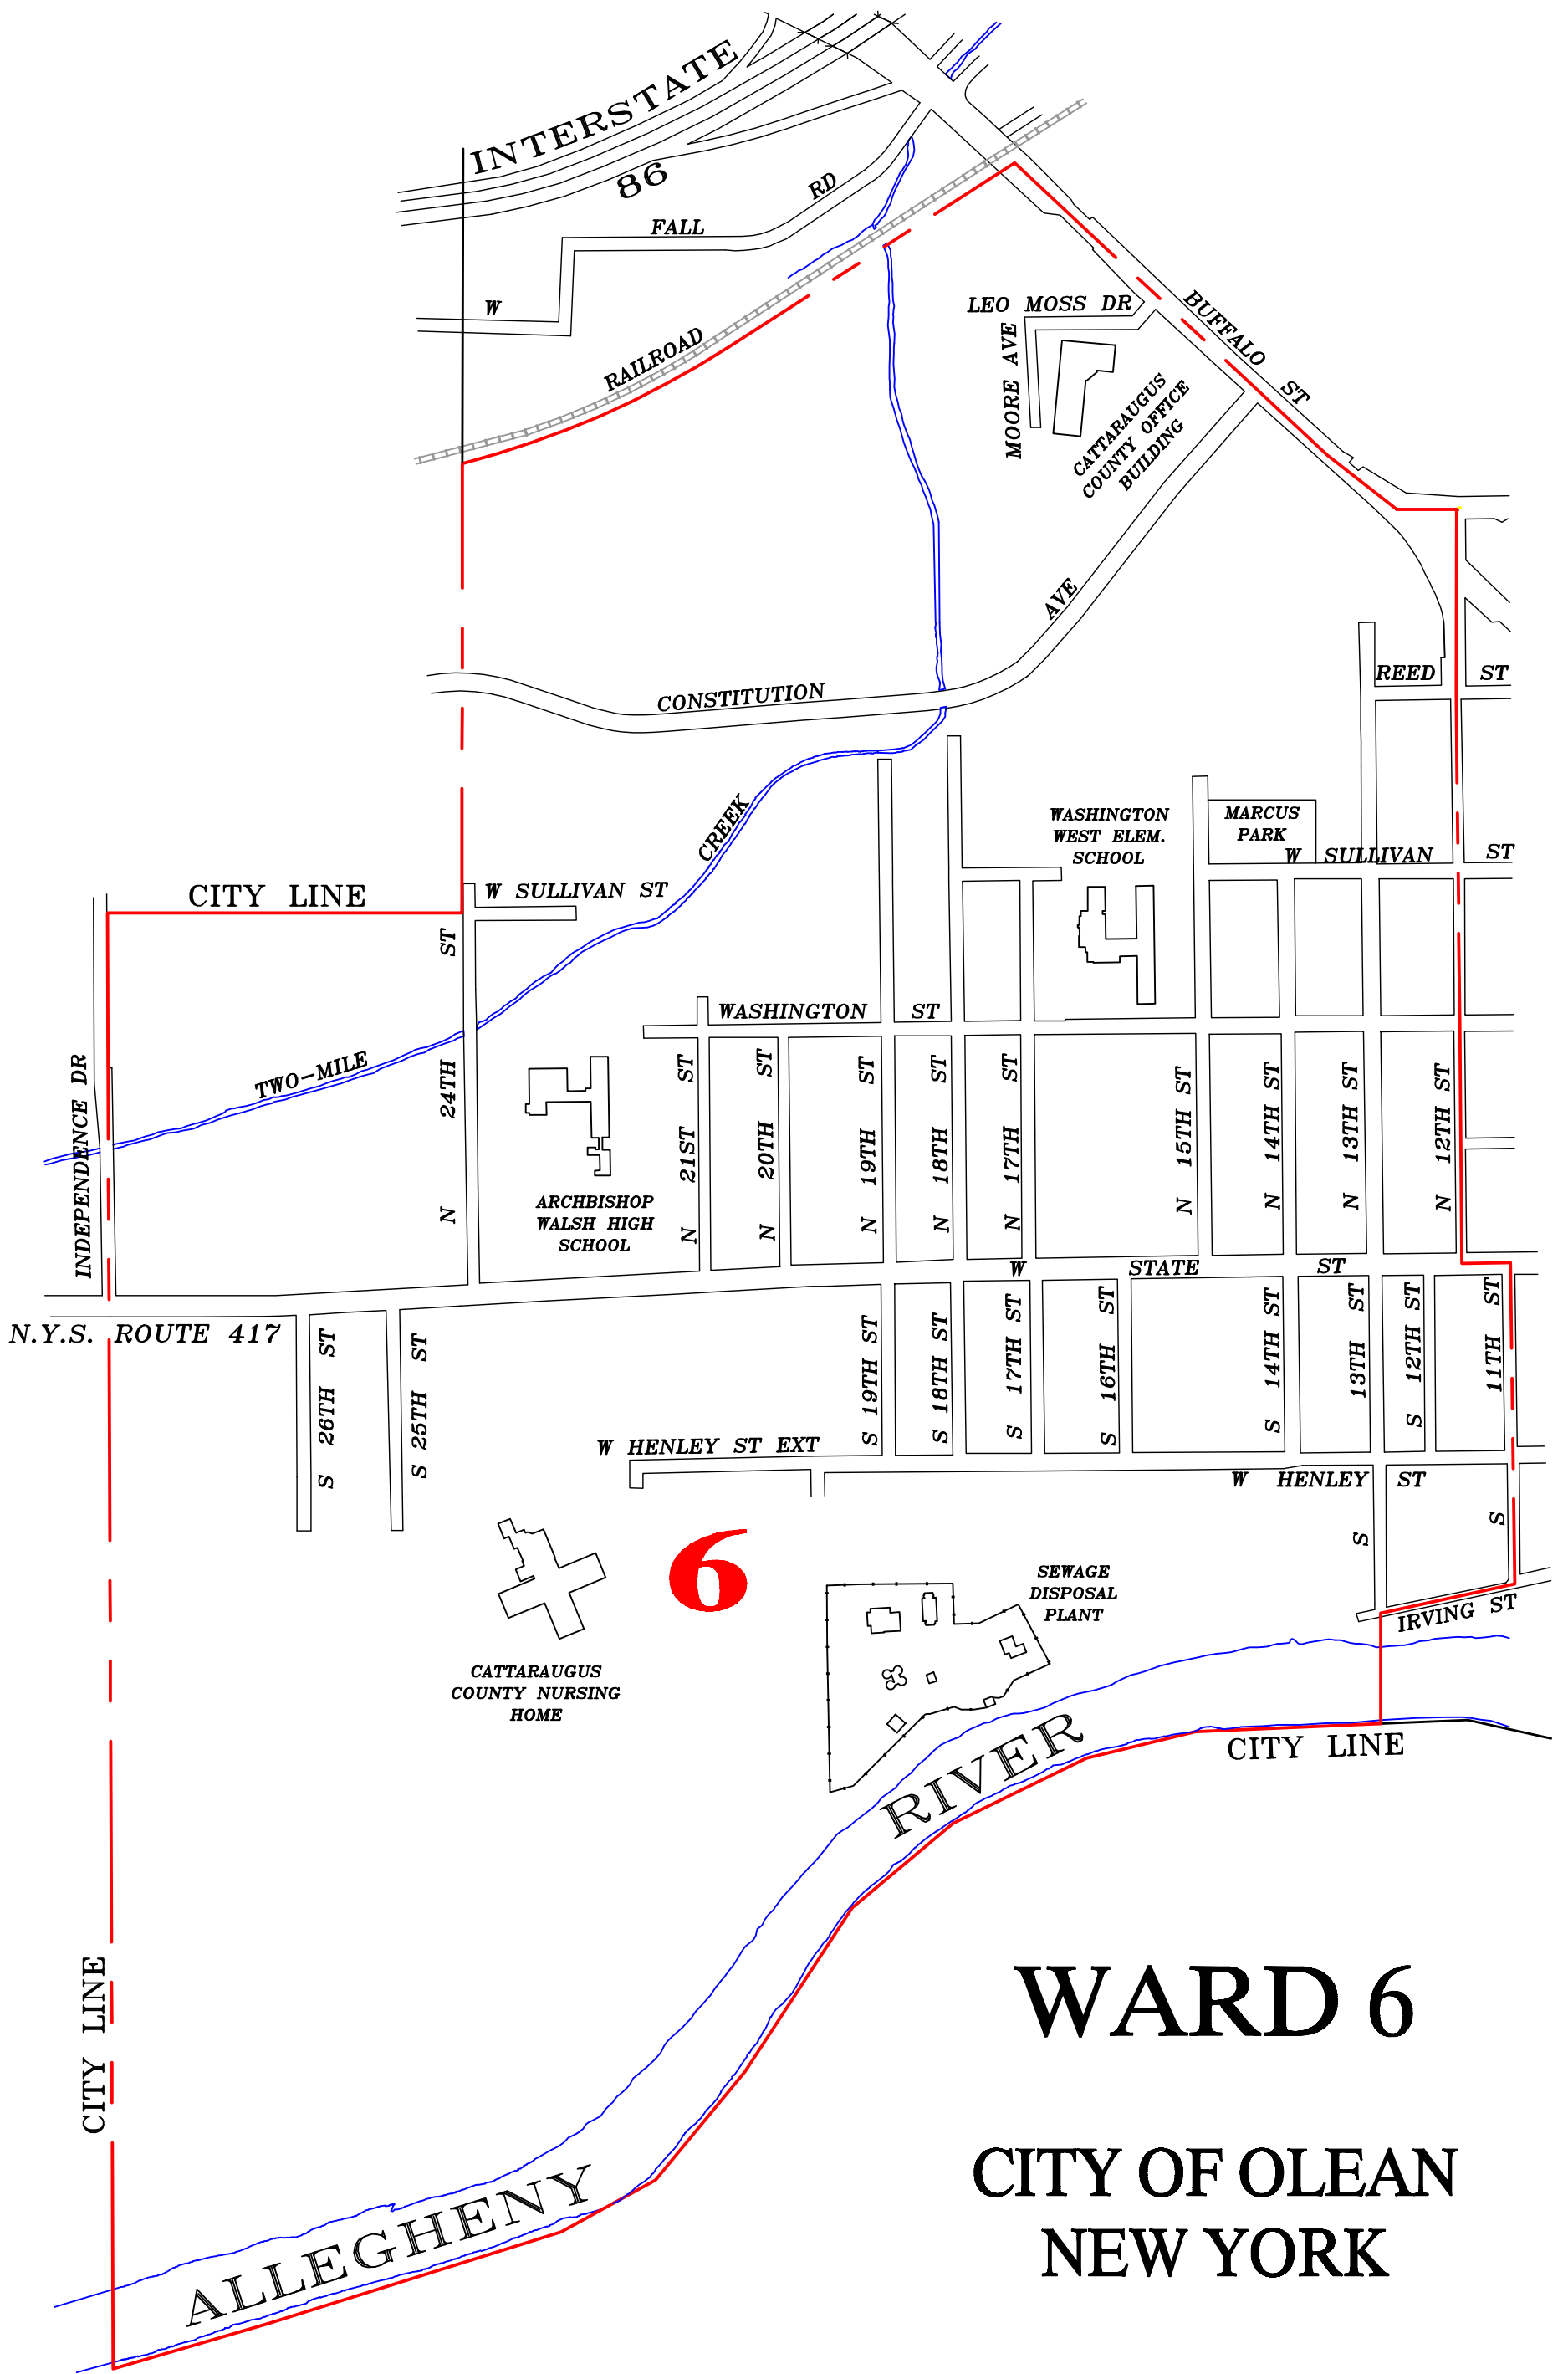 INTERSTATE
86
FALL RD
W
RAILROAD
LEO MOSS DR
MOORE AVE
BUFFALO ST
CATTARAUGUS
COUNTY OFFICE
BUILDING
CONSTITUTION AVE
REED ST
CREEK
WASHINGTON
WEST ELEM.
SCHOOL
MARCUS
PARK
W SULLIVAN ST
CITY LINE
W SULLIVAN ST
WASHINGTON ST
TWO-MILE
INDEPENDENCE DR
N 24TH ST
ARCHBISHOP
WALSH HIGH
SCHOOL
N 21ST ST
N 20TH ST
N 19TH ST
N 18TH ST
N 17TH ST
N 15TH ST
N 14TH ST
N 13TH ST
N 12TH ST
W STATE ST
N.Y.S. ROUTE 417
S 26TH ST
S 25TH ST
S 19TH ST
S 18TH ST
S 17TH ST
S 16TH ST
S 14TH ST
S 13TH ST
S 12TH ST
S 11TH ST
W HENLEY ST EXT
W HENLEY ST
6
SEWAGE
DISPOSAL
PLANT
IRVING ST
CATTARAUGUS
COUNTY NURSING
HOME
CITY LINE
ALLEGHENY RIVER
CITY LINE
WARD 6
CITY OF OLEAN
NEW YORK